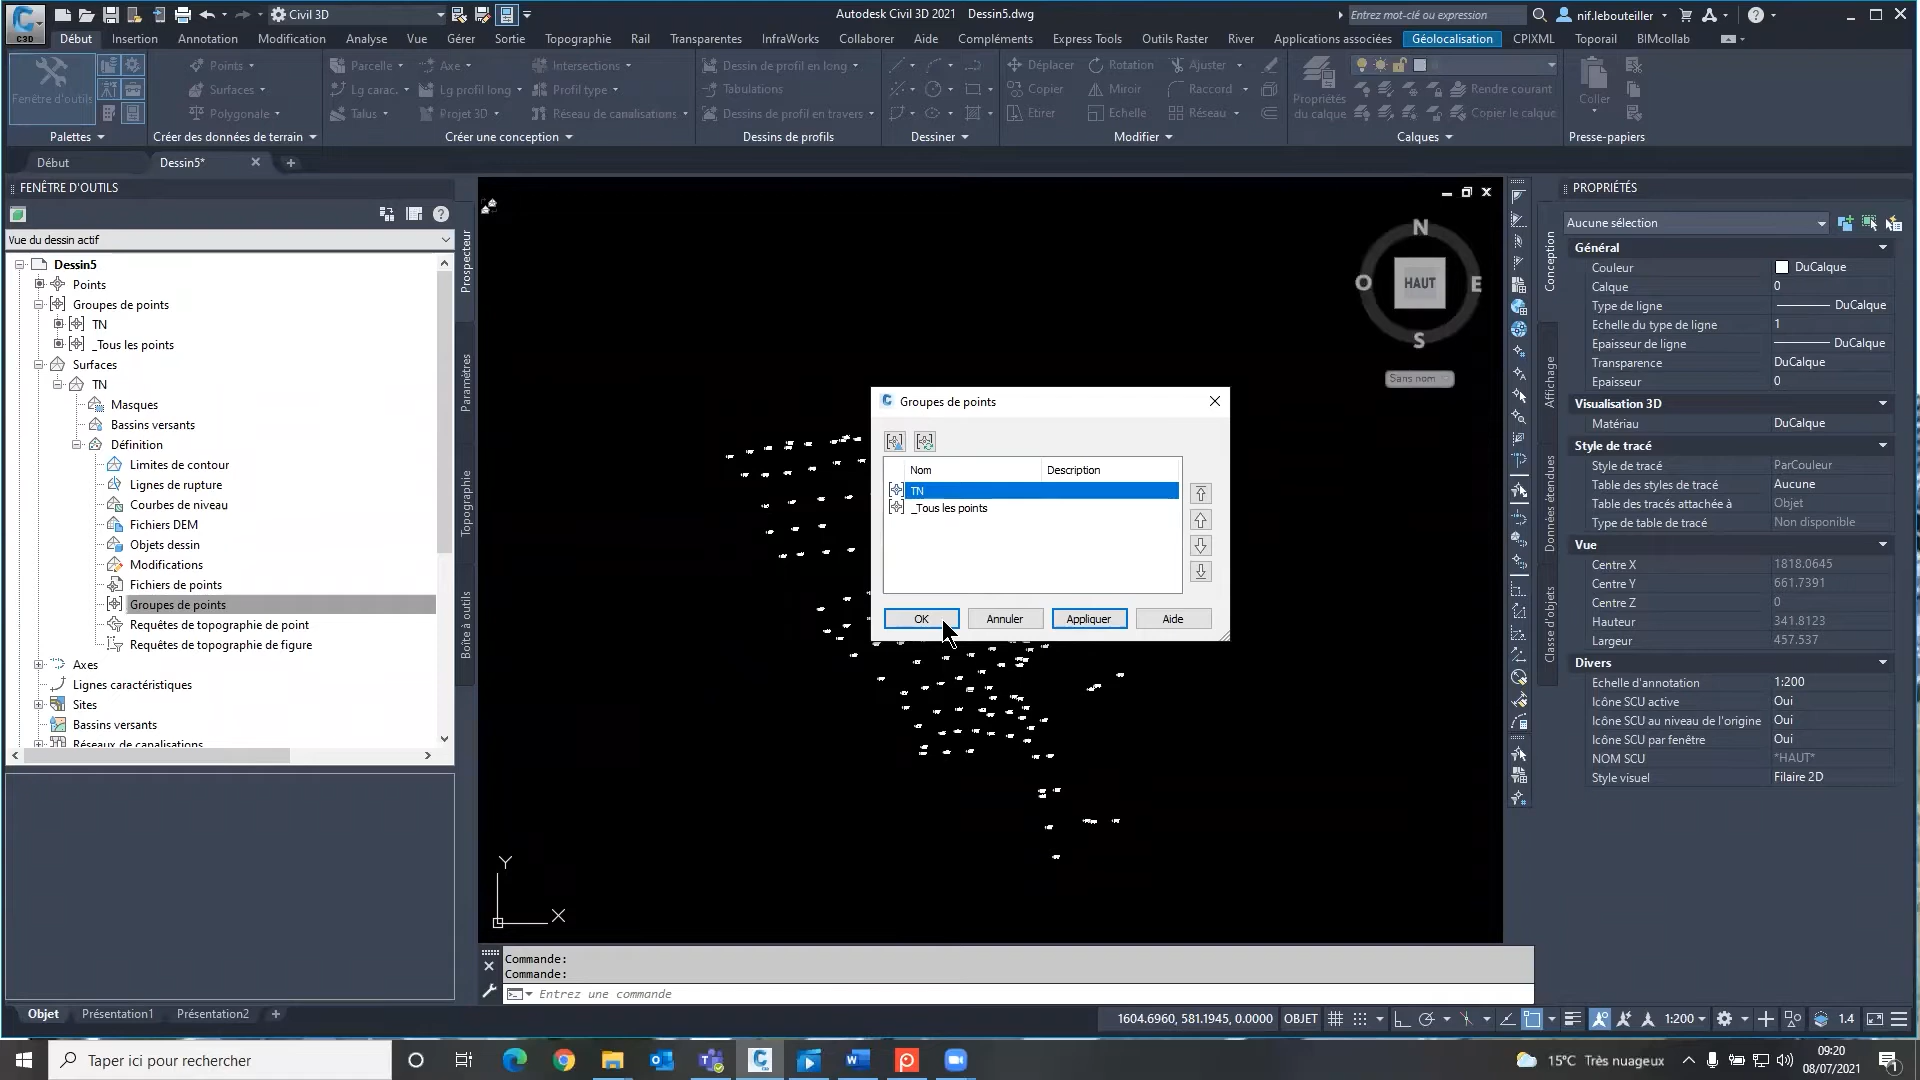 Civil 3D
Autodesk Civil 3D 2021 Dessin5.dwg
Entrez mot-clé ou expression
nif.lebouteiller
C3D
Début Insertion Annotation Modification Analyse Vue Gérer Sortie Topographie Rail Transparentes InfraWorks Collaborer Aide Compléments Express Tools Outils Raster River Applications associées Géolocalisation CPIXML Toporail BIMcollab
Points Parcelle Axe Intersections Dessin de profil en long Déplacer Rotation Ajuster
Fenêtre d'outils Surfaces Lg carac. Lg profil long Profil type Tabulations Copier Miroir Raccord Propriétés du calque Rendre courant Coller
Polygonale Talus Projet 3D Réseau de canalisations Dessins de profil en travers Etirer Echelle Réseau Copier le calque
Palettes Créer des données de terrain Créer une conception Dessins de profils Dessiner Modifier Calques Presse-papiers
Début Dessin5*
FENÊTRE D'OUTILS
Vue du dessin actif
Dessin5
Points
Groupes de points
TN
_Tous les points
Surfaces
TN
Masques
Bassins versants
Définition
Limites de contour
Lignes de rupture
Courbes de niveau
Fichiers DEM
Objets dessin
Modifications
Fichiers de points
Groupes de points
Requêtes de topographie de point
Requêtes de topographie de figure
Axes
Lignes caractéristiques
Sites
Bassins versants
Réseaux de canalisations
Prospecteur
Paramètres
Topographie
Boîte à outils
N
O HAUT E
S
Sans nom
Groupes de points
Nom Description
TN
_Tous les points
OK Annuler Appliquer Aide
Y
X
Commande:
Commande:
Entrez une commande
PROPRIÉTÉS
Aucune sélection
Conception
Affichage
Données étendues
Classe d'objets
Général
Couleur DuCalque
Calque 0
Type de ligne DuCalque
Echelle du type de ligne 1
Epaisseur de ligne DuCalque
Transparence DuCalque
Epaisseur 0
Visualisation 3D
Matériau DuCalque
Style de tracé
Style de tracé ParCouleur
Table des styles de tracé Aucune
Table des tracés attachée à Objet
Type de table de tracé Non disponible
Vue
Centre X 1818.0645
Centre Y 661.7391
Centre Z 0
Hauteur 341.8123
Largeur 457.537
Divers
Echelle d'annotation 1:200
Icône SCU active Oui
Icône SCU au niveau de l'origine Oui
Icône SCU par fenêtre Oui
NOM SCU *HAUT*
Style visuel Filaire 2D
Objet Présentation1 Présentation2
1604.6960, 581.1945, 0.0000 OBJET 1:200 1.4
Taper ici pour rechercher
15°C Très nuageux
09:20
08/07/2021